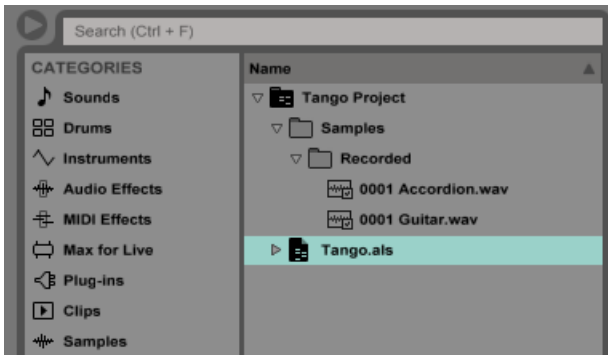 Search (Ctrl + F)
CATEGORIES
Sounds
Drums
Instruments
Audio Effects
MIDI Effects
Max for Live
Plug-ins
Clips
Samples
Name
Tango Project
Samples
Recorded
0001 Accordion.wav
0001 Guitar.wav
Tango.als